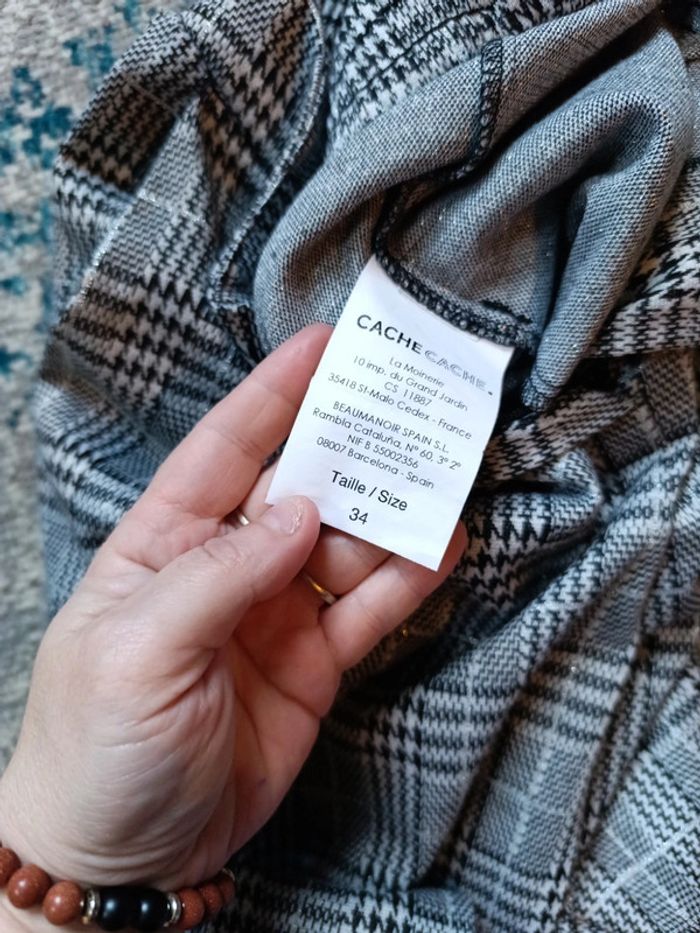 CACHE CACHE.
La Moinerie
10 imp. du Grand Jardin
CS 11887
35418 St-Malo Cedex - France
BEAUMANOIR SPAIN S.L.
Rambla Cataluña, Nº 60, 3º 2º
NIF B 55002356
08007 Barcelona - Spain
Taille / Size
34